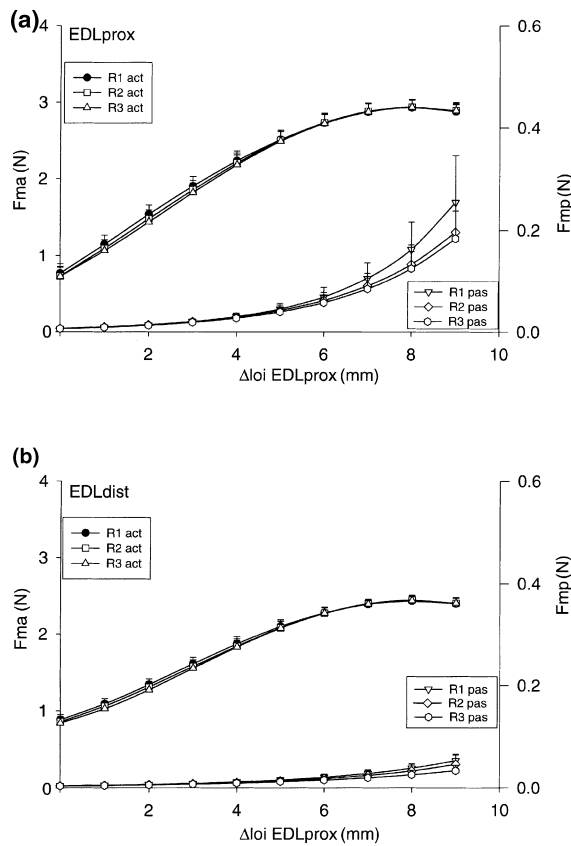 (a)
EDLprox
R1 act
R2 act
R3 act
4
3
2
1
0
Fma (N)
0.6
0.4
0.2
0.0
Fmp (N)
R1 pas
R2 pas
R3 pas
2 4 6 8 10
Δloi EDLprox (mm)
(b)
EDLdist
R1 act
R2 act
R3 act
4
3
2
1
0
Fma (N)
0.6
0.4
0.2
0.0
Fmp (N)
R1 pas
R2 pas
R3 pas
2 4 6 8 10
Δloi EDLprox (mm)